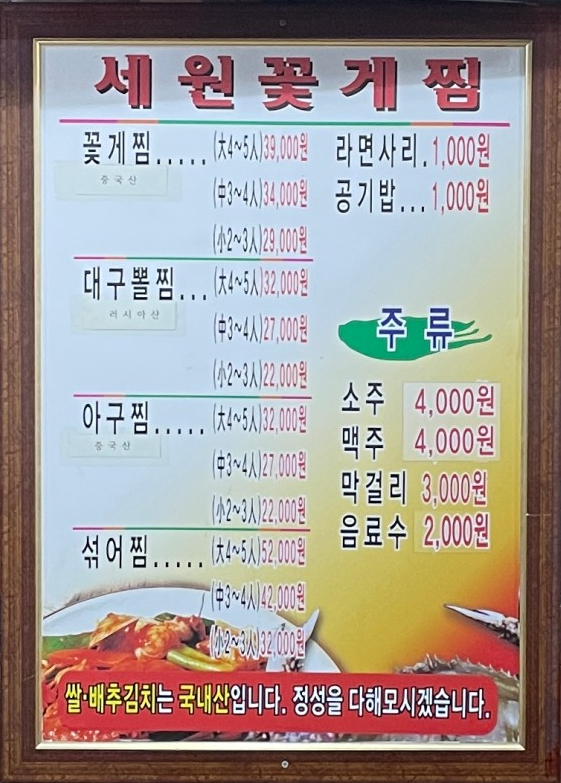 세원꽃게찜
꽃게찜.....(大4~5人)39,000원
중국산
(中3~4人)34,000원
(小2~3人)29,000원
대구뽈찜...(大4~5人)32,000원
러시아산
(中3~4人)27,000원
(小2~3人)22,000원
아구찜.....(大4~5人)32,000원
중국산
(中3~4人)27,000원
(小2~3人)22,000원
섞어찜.....(大4~5人)52,000원
(中3~4人)42,000원
(小2~3人)32,000원
라면사리.1,000원
공기밥...1,000원
주류
소주 4,000원
맥주 4,000원
막걸리 3,000원
음료수 2,000원
쌀·배추김치는 국내산입니다. 정성을 다해모시겠습니다.